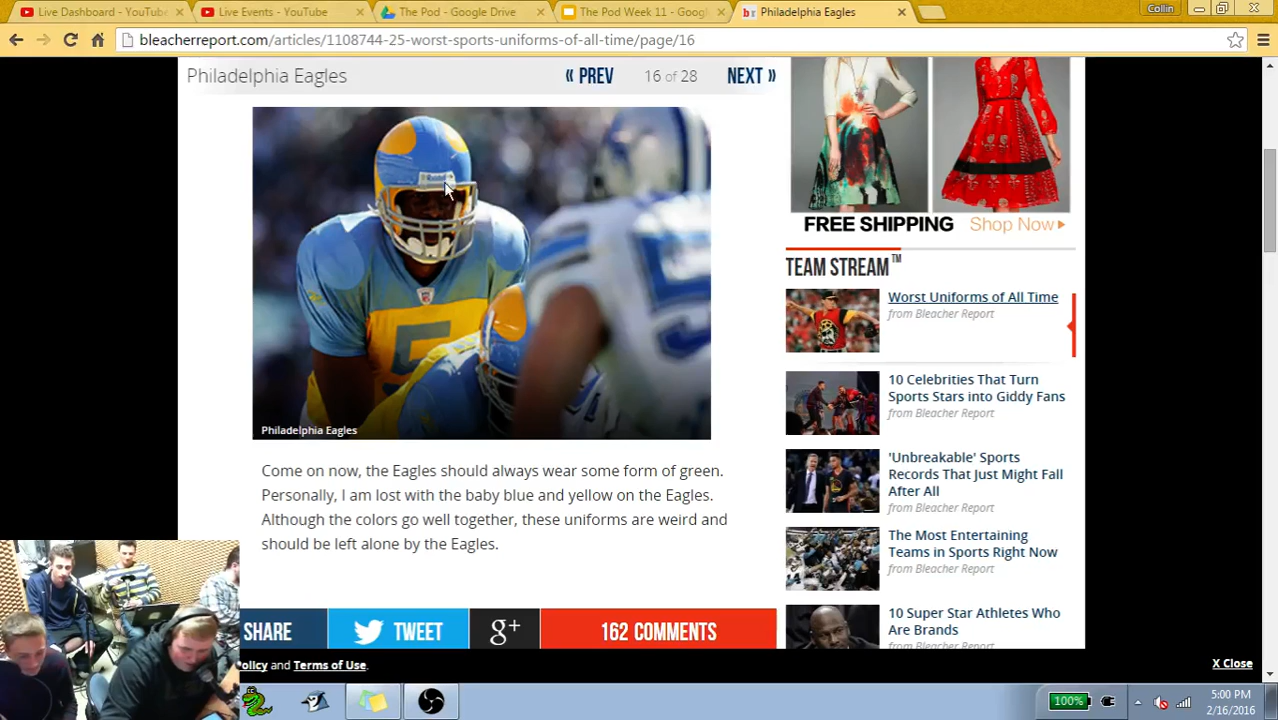 Live Dashboard - YouTube
Live Events - YouTube
The Pod - Google Drive
The Pod Week 11 - Goog
Philadelphia Eagles
Collin
bleacherreport.com/articles/1108744-25-worst-sports-uniforms-of-all-time/page/16
Philadelphia Eagles
« PREV
16 of 28
NEXT »
5
Philadelphia Eagles
Come on now, the Eagles should always wear some form of green.
Personally, I am lost with the baby blue and yellow on the Eagles.
Although the colors go well together, these uniforms are weird and
should be left alone by the Eagles.
SHARE
TWEET
g+
162 COMMENTS
Policy and Terms of Use.
X Close
FREE SHIPPING
Shop Now
TEAM STREAM™
br
Worst Uniforms of All Time
from Bleacher Report
10 Celebrities That Turn
Sports Stars into Giddy Fans
from Bleacher Report
'Unbreakable' Sports
Records That Just Might Fall
After All
from Bleacher Report
The Most Entertaining
Teams in Sports Right Now
from Bleacher Report
10 Super Star Athletes Who
Are Brands
from Bleacher Report
100%
5:00 PM
2/16/2016